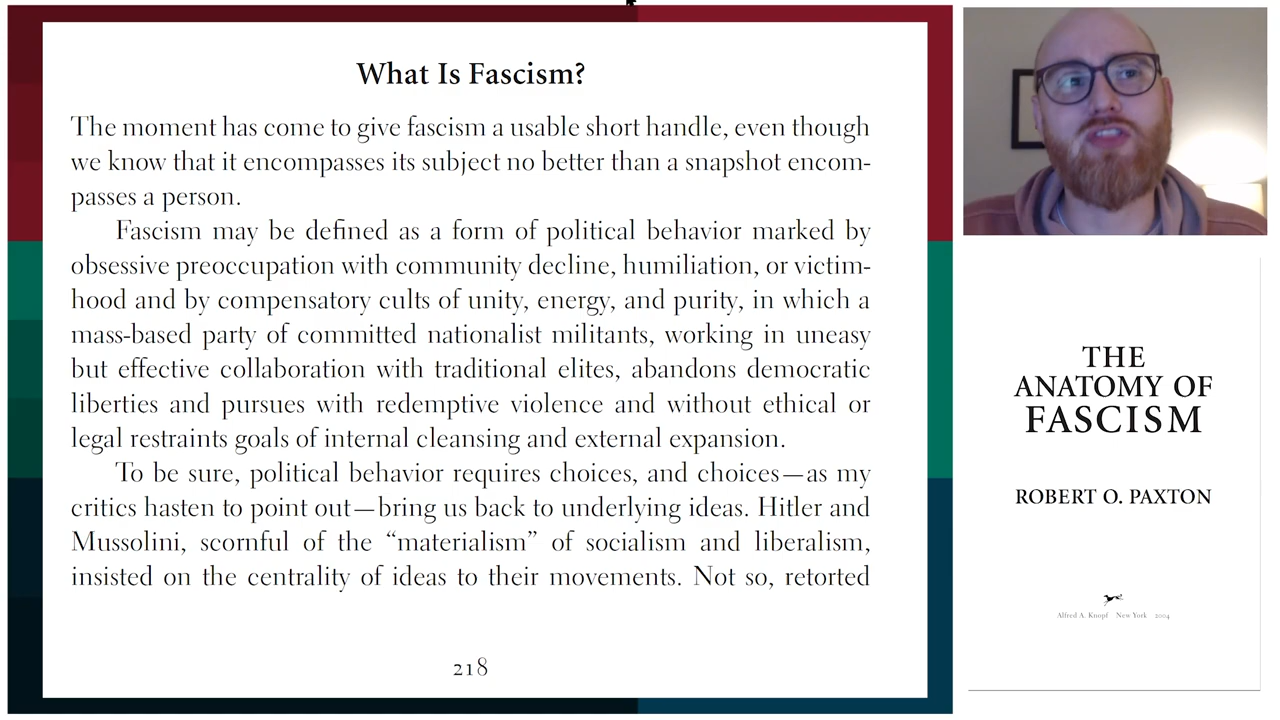 What Is Fascism?
The moment has come to give fascism a usable short handle, even though
we know that it encompasses its subject no better than a snapshot encom-
passes a person.
Fascism may be defined as a form of political behavior marked by
obsessive preoccupation with community decline, humiliation, or victim-
hood and by compensatory cults of unity, energy, and purity, in which a
mass-based party of committed nationalist militants, working in uneasy
but effective collaboration with traditional elites, abandons democratic
liberties and pursues with redemptive violence and without ethical or
legal restraints goals of internal cleansing and external expansion.
To be sure, political behavior requires choices, and choices—as my
critics hasten to point out—bring us back to underlying ideas. Hitler and
Mussolini, scornful of the “materialism” of socialism and liberalism,
insisted on the centrality of ideas to their movements. Not so, retorted
218
THE
ANATOMY OF
FASCISM
ROBERT O. PAXTON
Alfred A. Knopf New York 2004